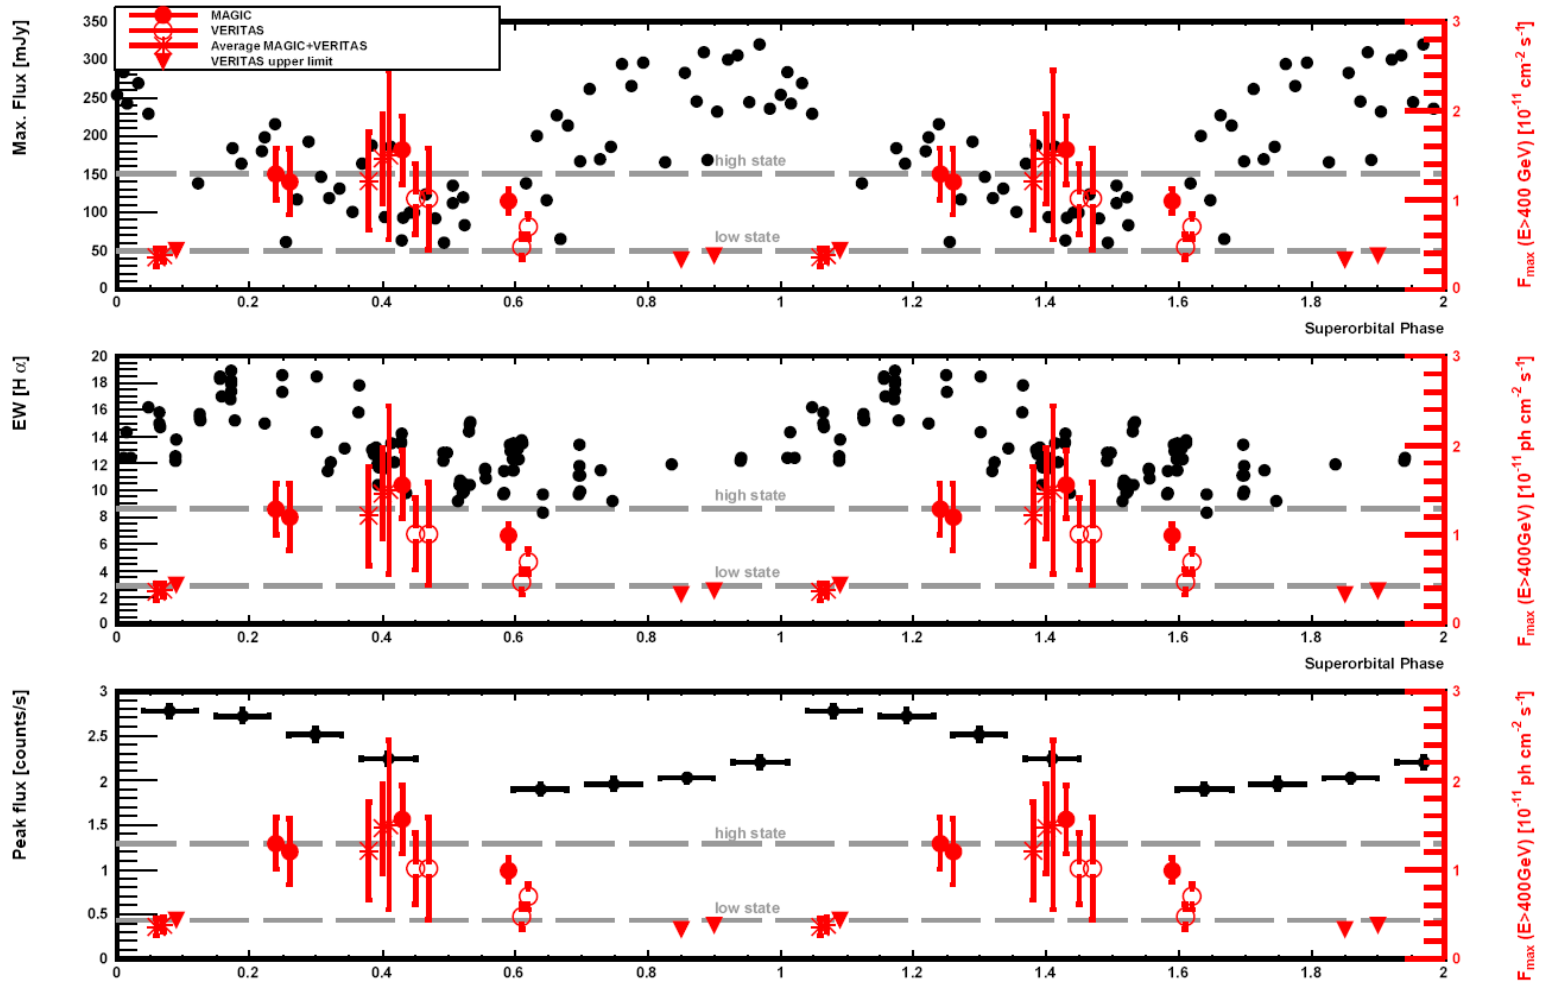 MAGIC
VERITAS
Average MAGIC+VERITAS
VERITAS upper limit
Max. Flux [mJy]
350
300
250
200
150
100
50
0
high state
low state
3
2
1
0
F_max (E>400 GeV) [10^-11 cm^-2 s^-1]
0 0.2 0.4 0.6 0.8 1 1.2 1.4 1.6 1.8 2
Superorbital Phase
EW [H α]
20
18
16
14
12
10
8
6
4
2
0
high state
low state
3
2
1
0
F_max (E>400GeV) [10^-11 ph cm^-2 s^-1]
0 0.2 0.4 0.6 0.8 1 1.2 1.4 1.6 1.8 2
Superorbital Phase
Peak flux [counts/s]
3
2.5
2
1.5
1
0.5
0
high state
low state
3
2
1
0
F_max (E>400GeV) [10^-11 ph cm^-2 s^-1]
0 0.2 0.4 0.6 0.8 1 1.2 1.4 1.6 1.8 2